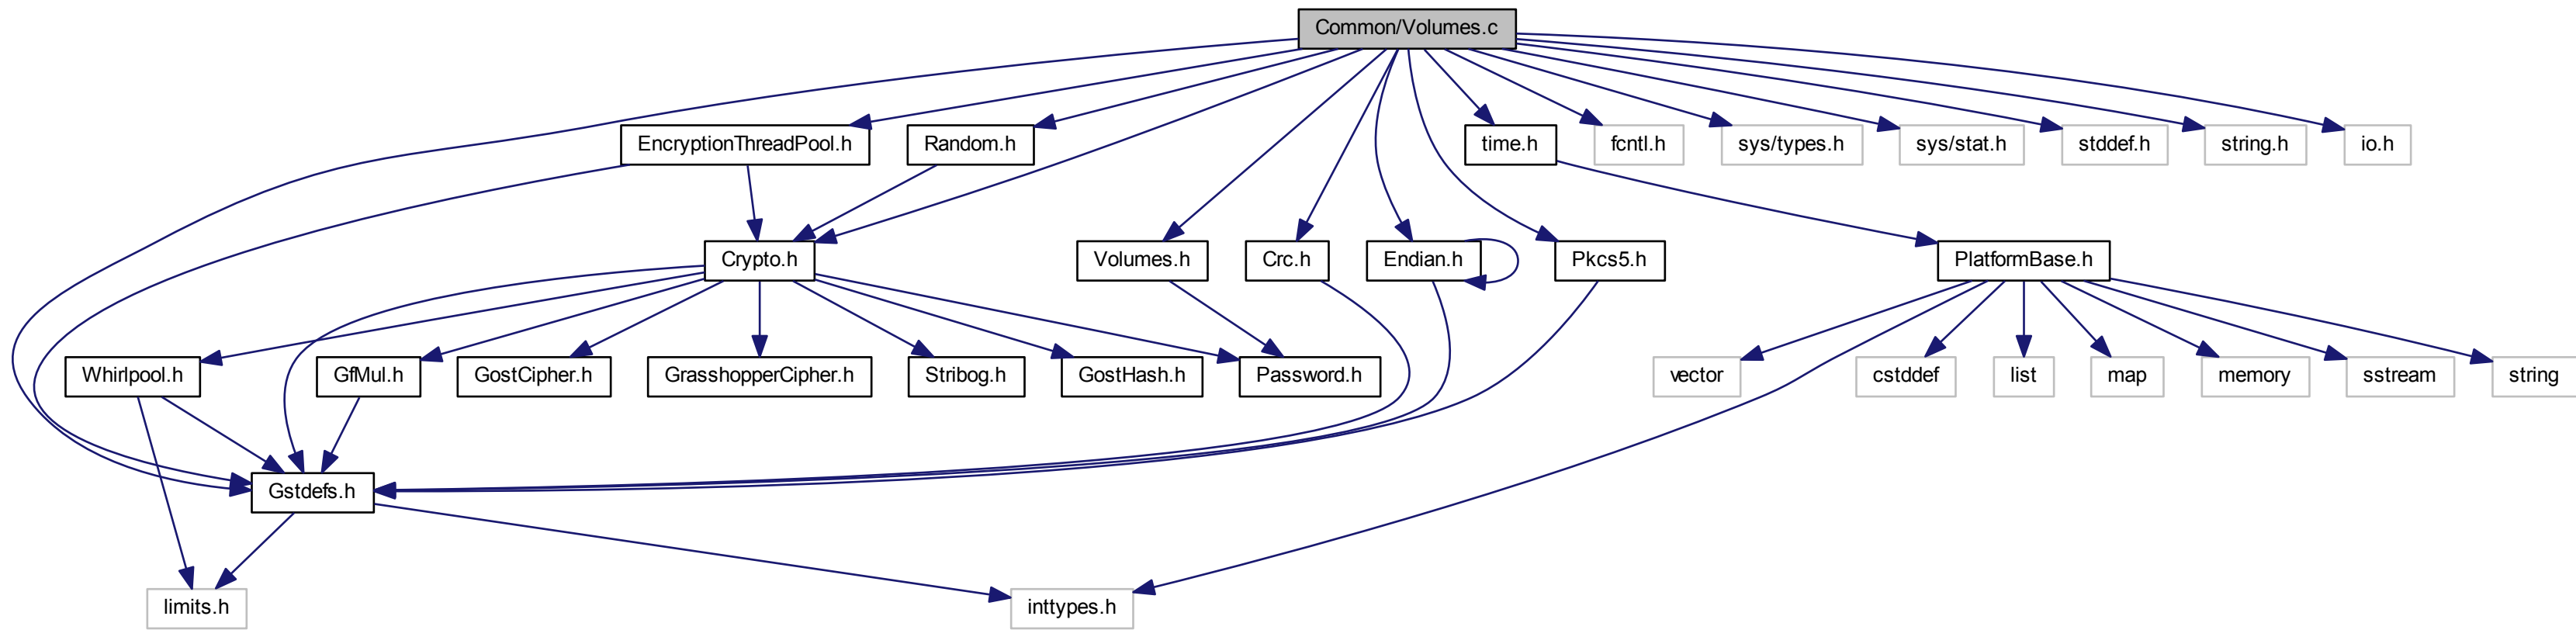 Common/Volumes.c
EncryptionThreadPool.h
Random.h
time.h
fcntl.h
sys/types.h
sys/stat.h
stddef.h
string.h
io.h
Crypto.h
Volumes.h
Crc.h
Endian.h
Pkcs5.h
PlatformBase.h
Whirlpool.h
GfMul.h
GostCipher.h
GrasshopperCipher.h
Stribog.h
GostHash.h
Password.h
vector
cstddef
list
map
memory
sstream
string
Gstdefs.h
limits.h
inttypes.h